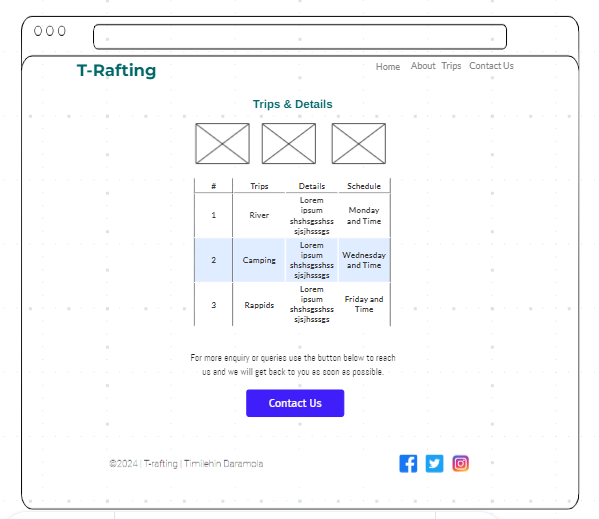 T-Rafting
Home About Trips Contact Us
Trips & Details
# Trips Details Schedule
1 River Lorem ipsum shshsgsshss sjsjhsssgs Monday and Time
2 Camping Lorem ipsum shshsgsshss sjsjhsssgs Wednesday and Time
3 Rappids Lorem ipsum shshsgsshss sjsjhsssgs Friday and Time
For more enquiry or queries use the button below to reach
us and we will get back to you as soon as possible.
Contact Us
©2024 | T-rafting | Timilehin Daramola